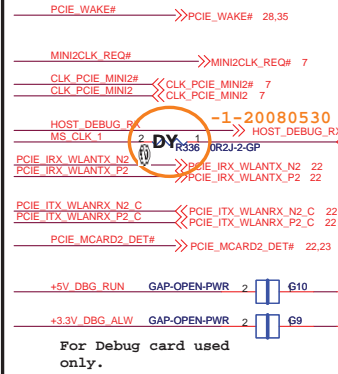 PCIE_WAKE# PCIE_WAKE# 28,35
MINI2CLK_REQ# MINI2CLK_REQ# 7
CLK_PCIE_MINI2# CLK_PCIE_MINI2# 7
CLK_PCIE_MINI2 CLK_PCIE_MINI2 7
-1-20080530
HOST_DEBUG_RX HOST_DEBUG_RX
MS_CLK_1 2 DY 1
R336 0R2J-2-GP
PCIE_IRX_WLANTX_N2 PCIE_IRX_WLANTX_N2 22
PCIE_IRX_WLANTX_P2 PCIE_IRX_WLANTX_P2 22
PCIE_ITX_WLANRX_N2_C PCIE_ITX_WLANRX_N2_C 22
PCIE_ITX_WLANRX_P2_C PCIE_ITX_WLANRX_P2_C 22
PCIE_MCARD2_DET# PCIE_MCARD2_DET# 22,23
+5V_DBG_RUN GAP-OPEN-PWR 2 G10
+3.3V_DBG_ALW GAP-OPEN-PWR 2 G9
For Debug card used
only.